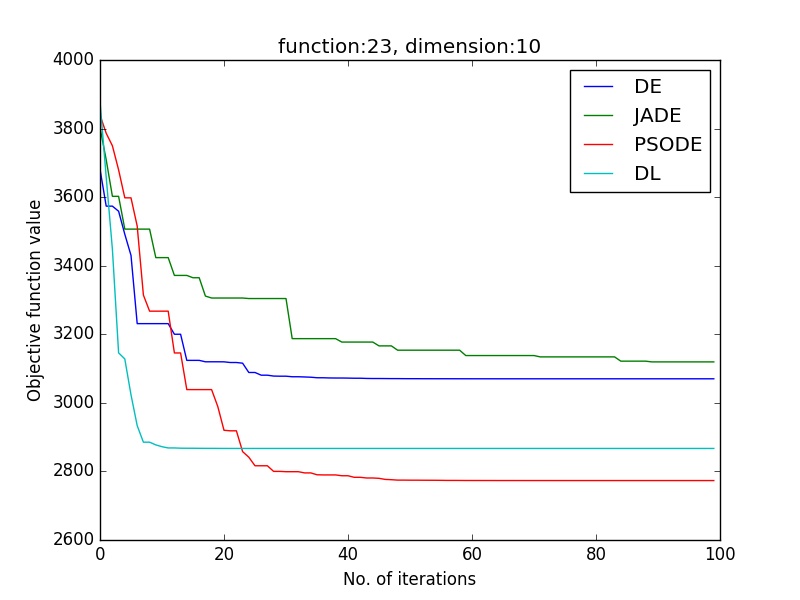 function:23, dimension:10
4000
3800
3600
3400
3200
3000
2800
2600
Objective function value
DE
JADE
PSODE
DL
0 20 40 60 80 100
No. of iterations